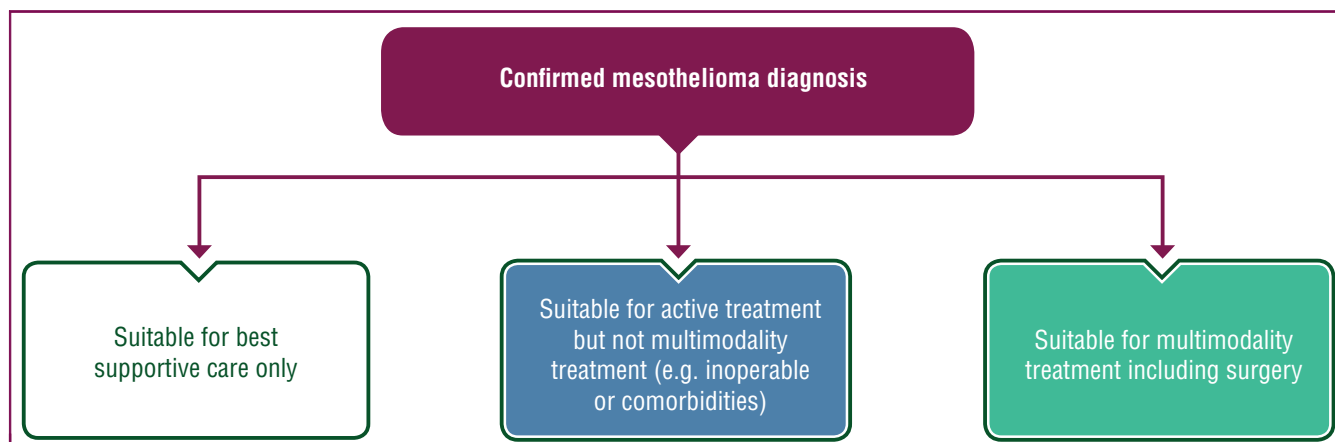 Confirmed mesothelioma diagnosis
Suitable for best
supportive care only
Suitable for active treatment
but not multimodality
treatment (e.g. inoperable
or comorbidities)
Suitable for multimodality
treatment including surgery